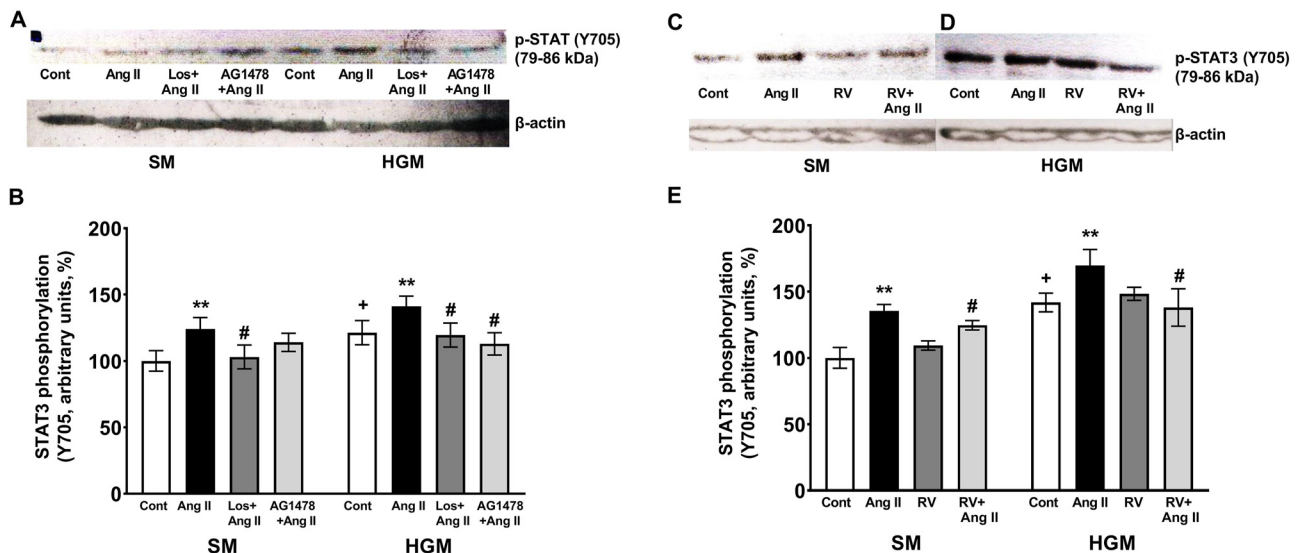 A
p-STAT (Y705)
(79-86 kDa)
Cont Ang II Los+ AG1478 Cont Ang II Los+ AG1478
Ang II +Ang II Ang II +Ang II
β-actin
SM HGM
B
STAT3 phosphorylation
(Y705, arbitrary units, %)
200
150
100
50
0
** # + ** # #
Cont Ang II Los+ AG1478 Cont Ang II Los+ AG1478
Ang II +Ang II Ang II +Ang II
SM HGM
C D
p-STAT3 (Y705)
(79-86 kDa)
Cont Ang II RV RV+ Cont Ang II RV RV+
Ang II Ang II
β-actin
SM HGM
E
STAT3 phosphorylation
(Y705, arbitrary units, %)
200
150
100
50
0
** # + ** #
Cont Ang II RV RV+ Cont Ang II RV RV+
Ang II Ang II
SM HGM